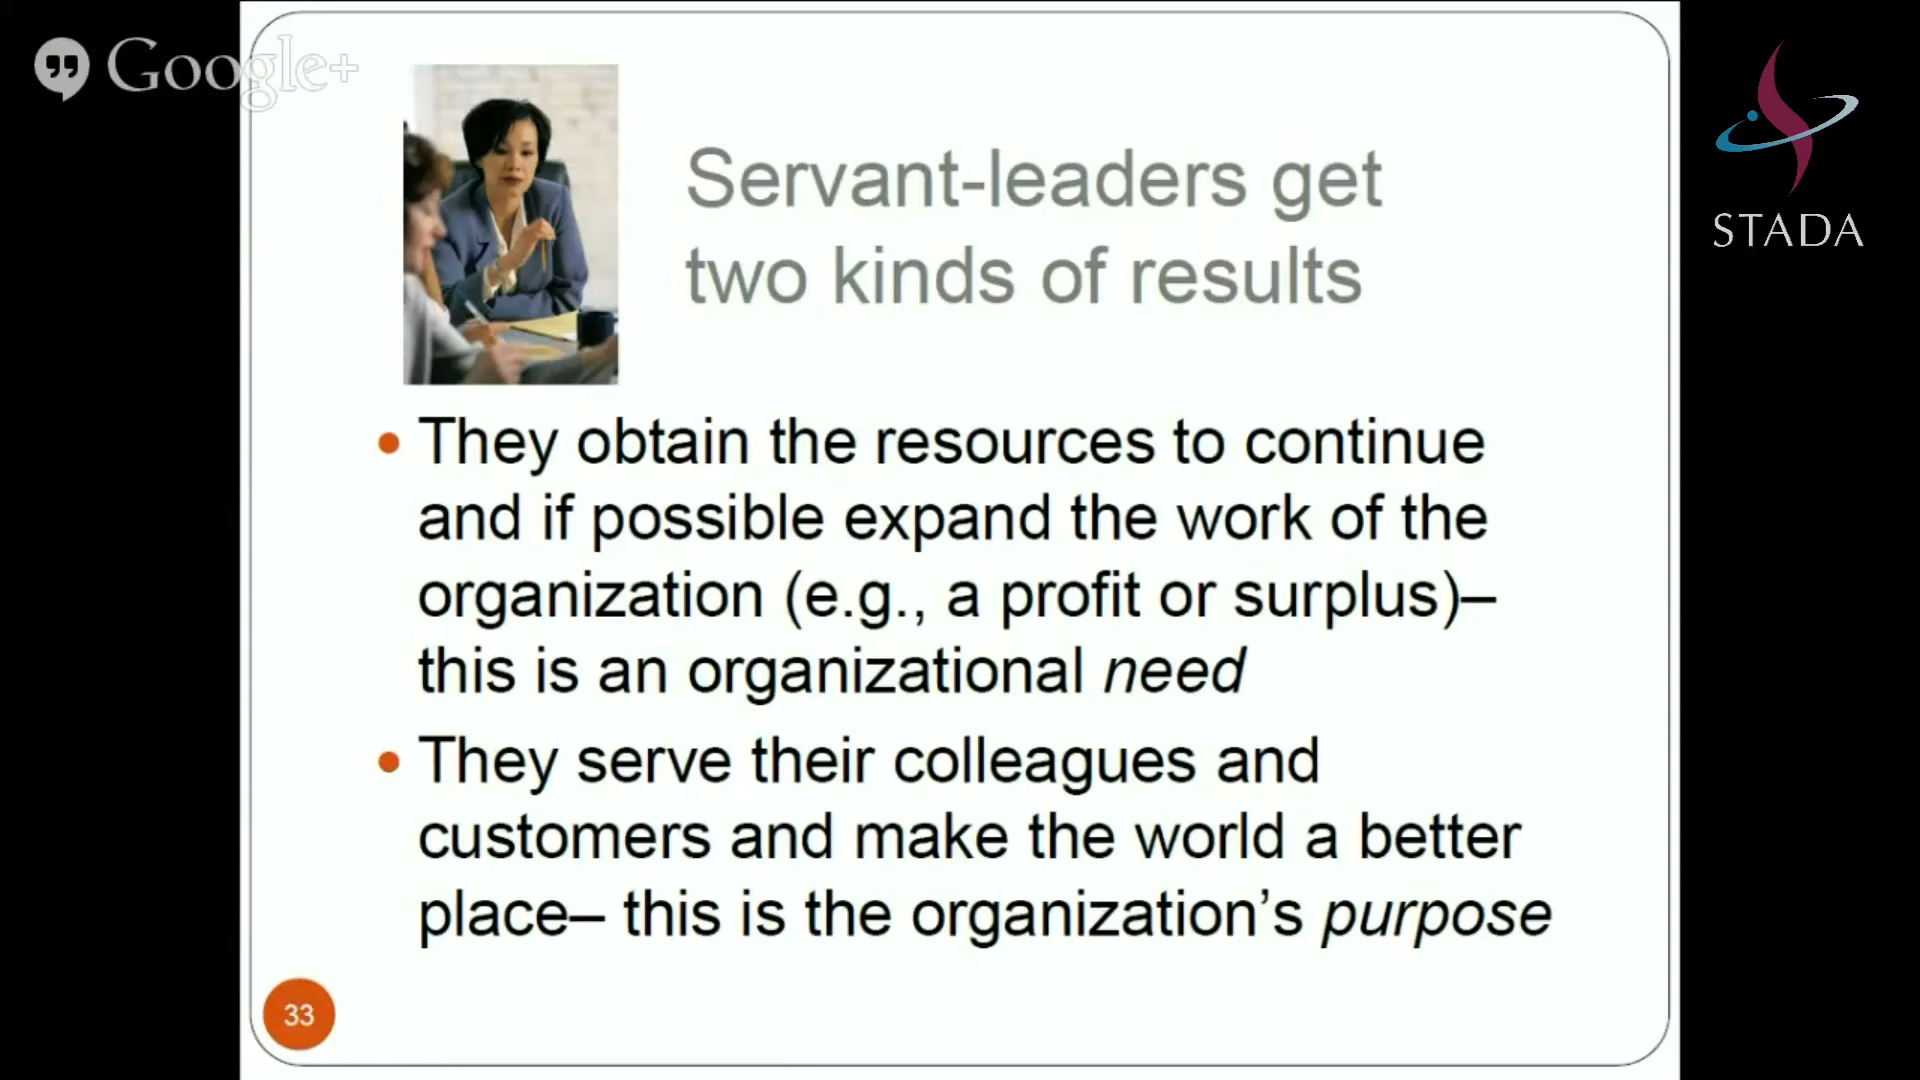 Google+
STADA
Servant-leaders get
two kinds of results
• They obtain the resources to continue
and if possible expand the work of the
organization (e.g., a profit or surplus)–
this is an organizational need
• They serve their colleagues and
customers and make the world a better
place– this is the organization’s purpose
33